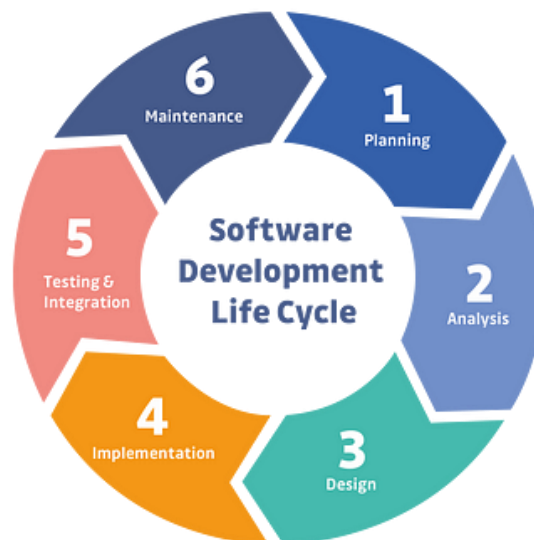 Software
Development
Life Cycle
1
Planning
2
Analysis
3
Design
4
Implementation
5
Testing &
Integration
6
Maintenance